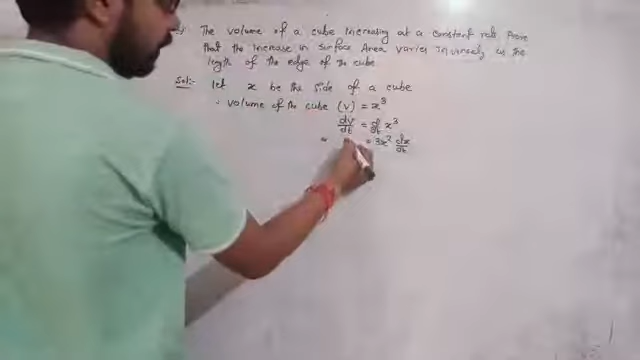 The volume of a cube Increasing at a constant rate. Prove
that the Increase in Surface Area varies Inversely as the
length of the edge of the cube.
Sol:- let x be the side of a cube
∴ volume of the cube (V) = x³
dv/dt = d/dt x³
= 3x² dx/dt